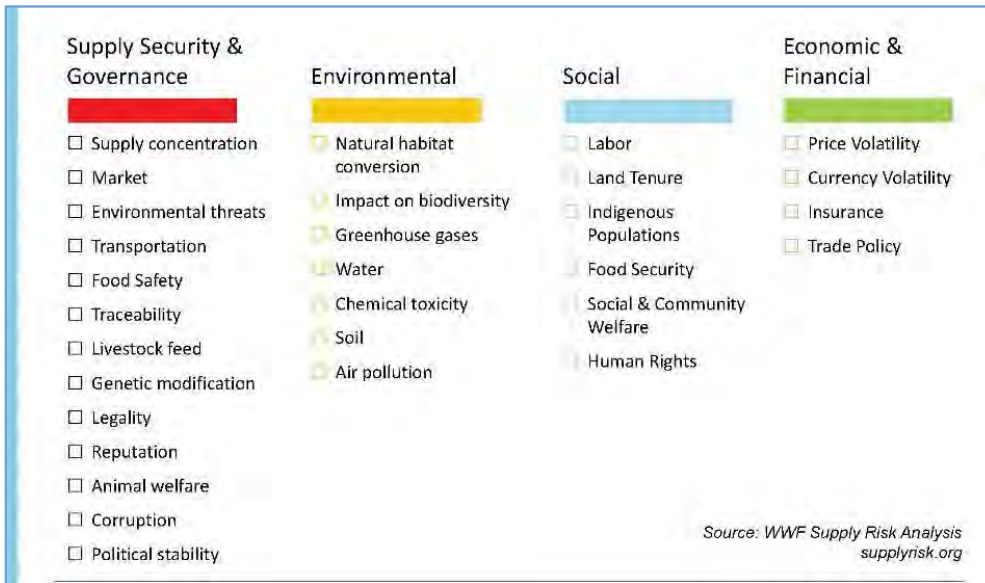 Supply Security &
Governance
☐ Supply concentration
☐ Market
☐ Environmental threats
☐ Transportation
☐ Food Safety
☐ Traceability
☐ Livestock feed
☐ Genetic modification
☐ Legality
☐ Reputation
☐ Animal welfare
☐ Corruption
☐ Political stability
Environmental
☐ Natural habitat
conversion
☐ Impact on biodiversity
☐ Greenhouse gases
☐ Water
☐ Chemical toxicity
☐ Soil
☐ Air pollution
Social
☐ Labor
☐ Land Tenure
☐ Indigenous
Populations
☐ Food Security
☐ Social & Community
Welfare
☐ Human Rights
Economic &
Financial
☐ Price Volatility
☐ Currency Volatility
☐ Insurance
☐ Trade Policy
Source: WWF Supply Risk Analysis
supplyrisk.org